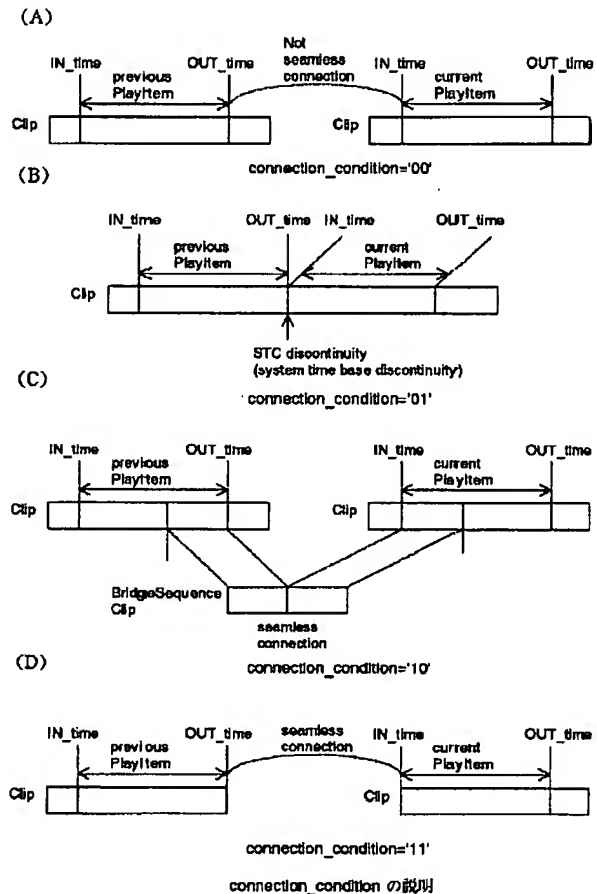 (A)
Not
seamless
connection
IN_time
OUT_time
IN_time
OUT_time
previous
PlayItem
current
PlayItem
Clip
Clip
connection_condition='00'
(B)
IN_time
OUT_time
IN_time
OUT_time
previous
PlayItem
current
PlayItem
Clip
STC discontinuity
(system time base discontinuity)
(C)
connection_condition='01'
IN_time
OUT_time
IN_time
OUT_time
previous
PlayItem
current
PlayItem
Clip
Clip
BridgeSequence
Clip
seamless
connection
(D)
connection_condition='10'
IN_time
OUT_time
seamless
connection
IN_time
OUT_time
previous
PlayItem
current
PlayItem
Clip
Clip
connection_condition='11'
connection_condition の説明